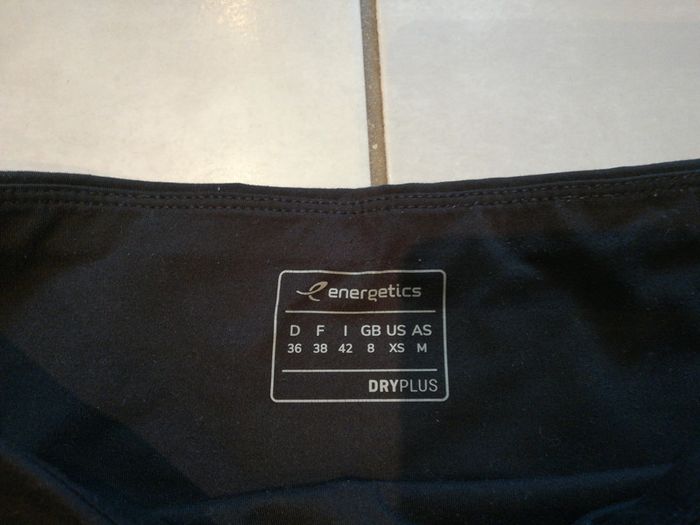 energetics
D F I GB US AS
36 38 42 8 XS M
DRYPLUS